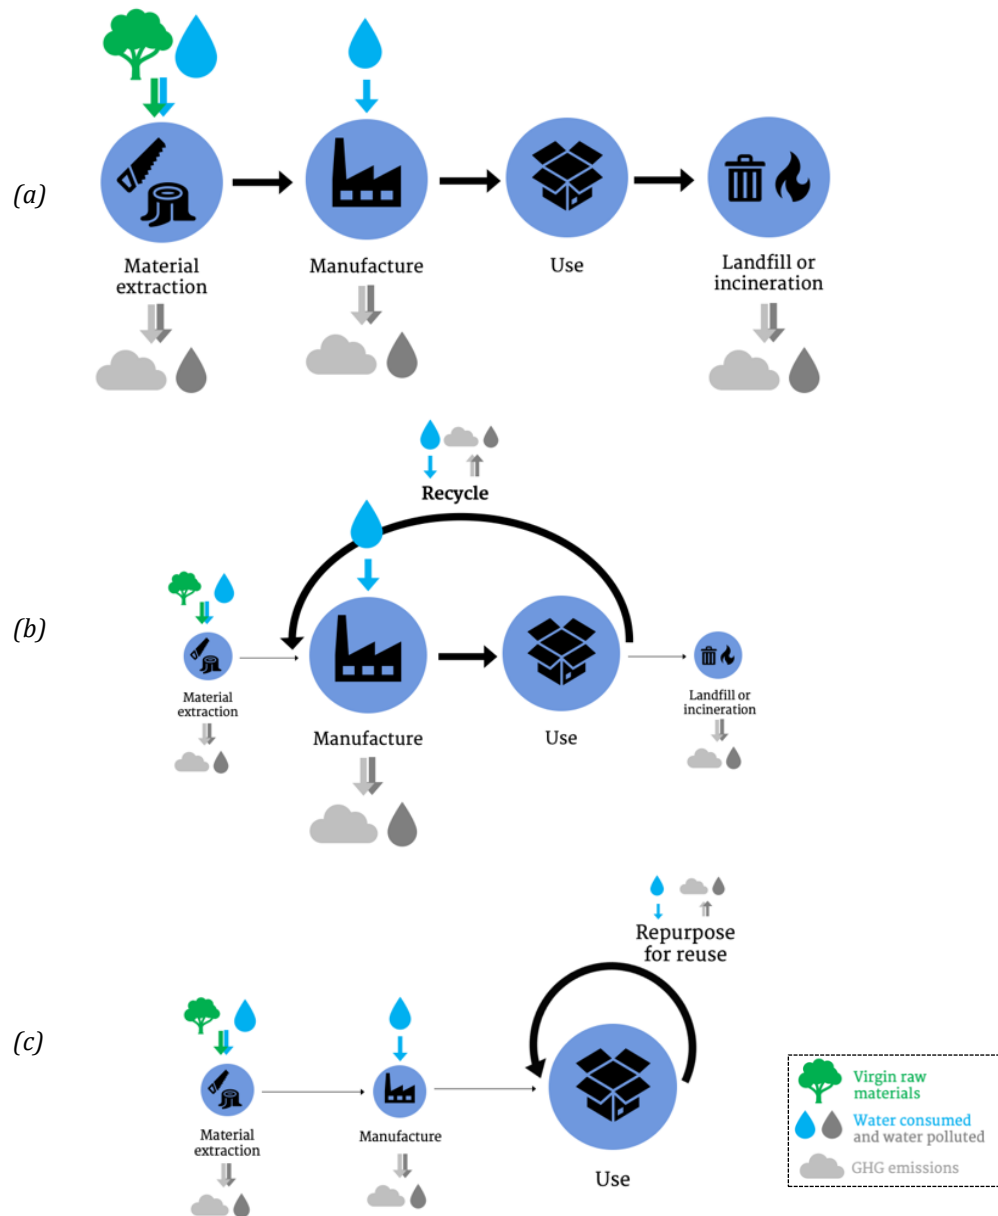 (a)
Material
extraction
Manufacture
Use
Landfill or
incineration
(b)
Recycle
Material
extraction
Manufacture
Use
Landfill or
incineration
(c)
Repurpose
for reuse
Material
extraction
Manufacture
Use
Virgin raw
materials
Water consumed
and water polluted
GHG emissions